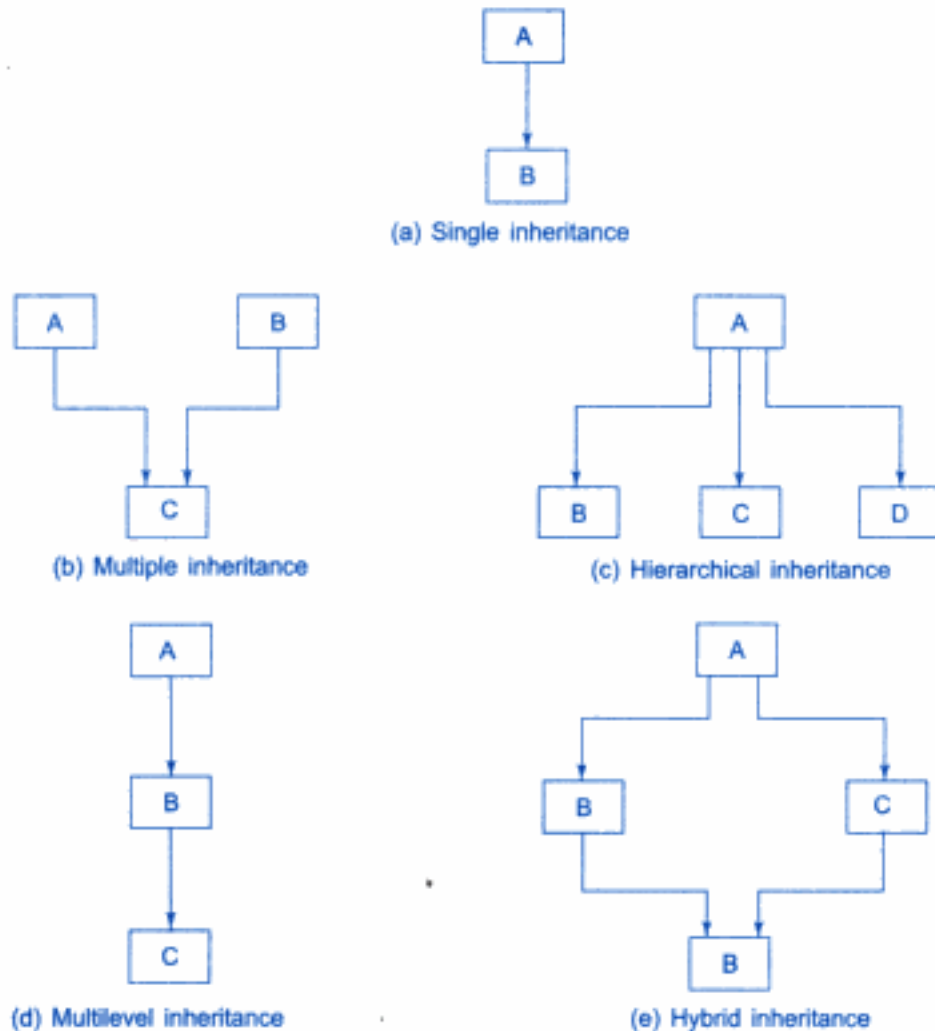 A
B
(a) Single inheritance
A B
C
(b) Multiple inheritance
A
B C D
(c) Hierarchical inheritance
A
B
C
(d) Multilevel inheritance
A
B C
B
(e) Hybrid inheritance